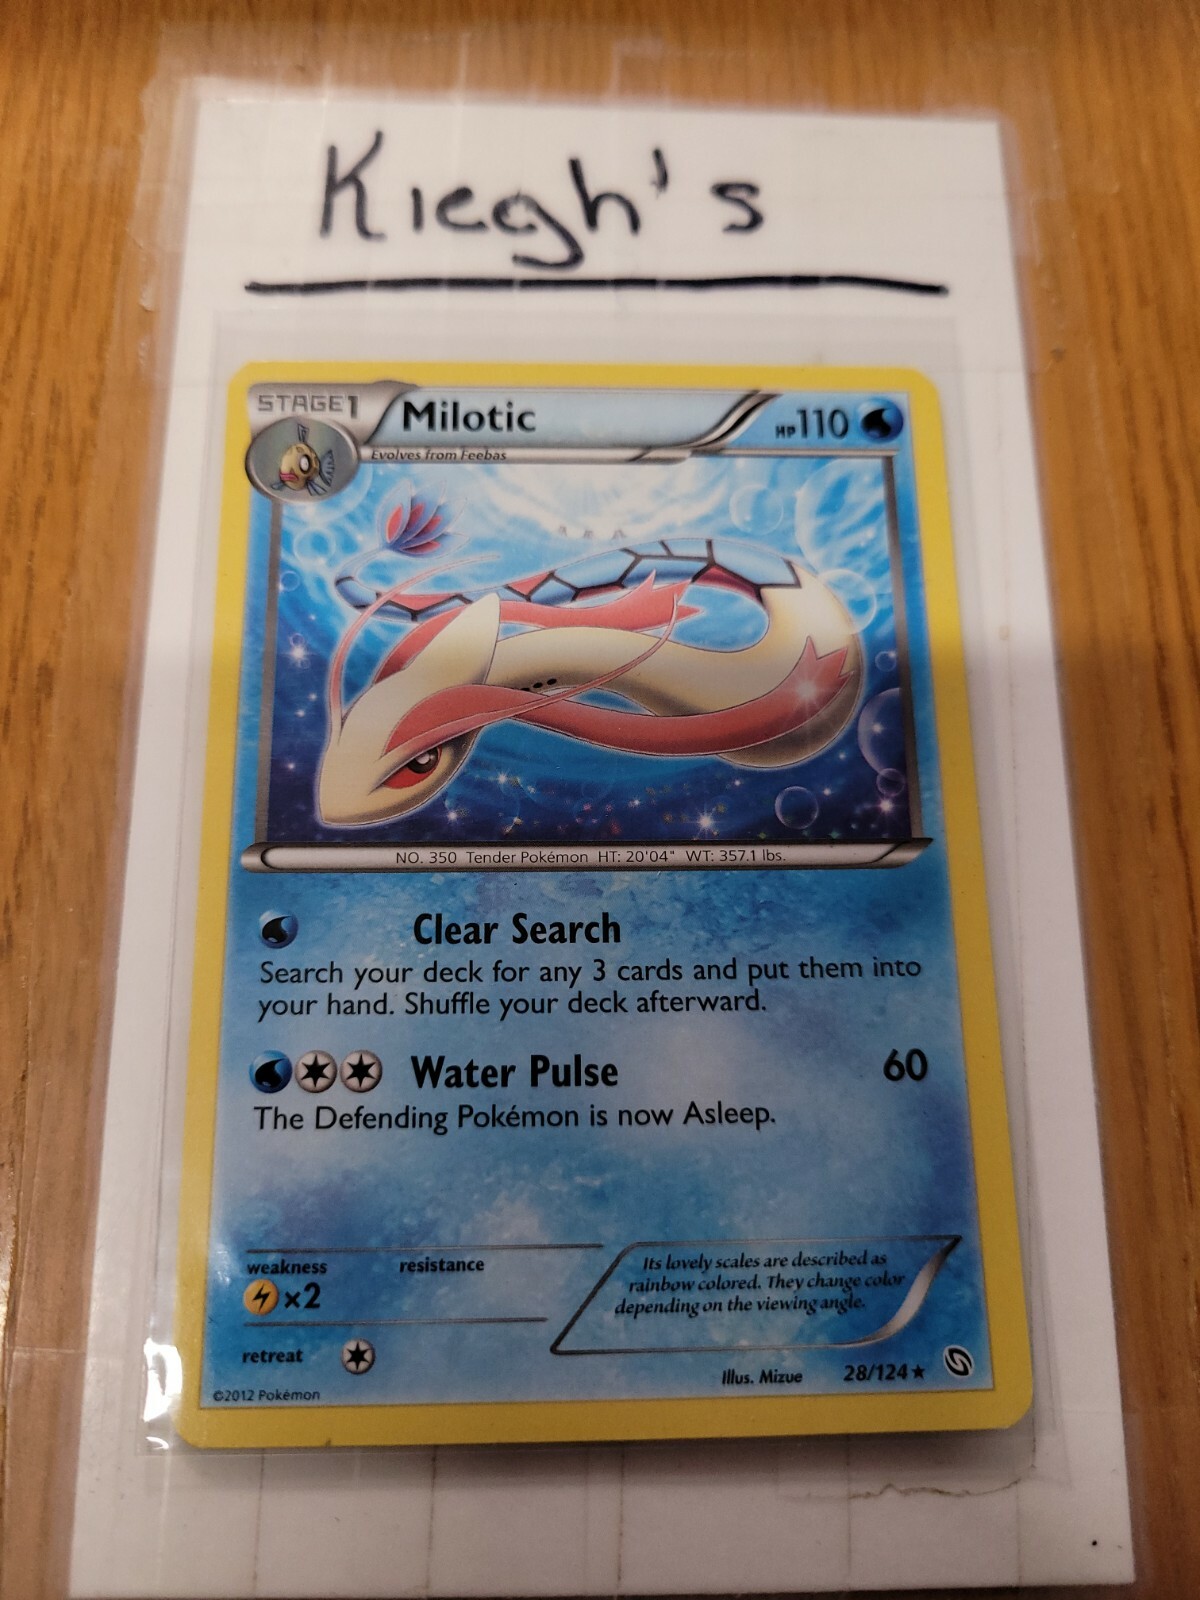 Kiegh's
STAGE1
Milotic
HP110
Evolves from Feebas
NO. 350 Tender Pokémon HT: 20'04" WT: 357.1 lbs.
Clear Search
Search your deck for any 3 cards and put them into
your hand. Shuffle your deck afterward.
Water Pulse 60
The Defending Pokémon is now Asleep.
weakness resistance
×2
retreat
Its lovely scales are described as
rainbow colored. They change color
depending on the viewing angle.
Illus. Mizue 28/124★
©2012 Pokémon